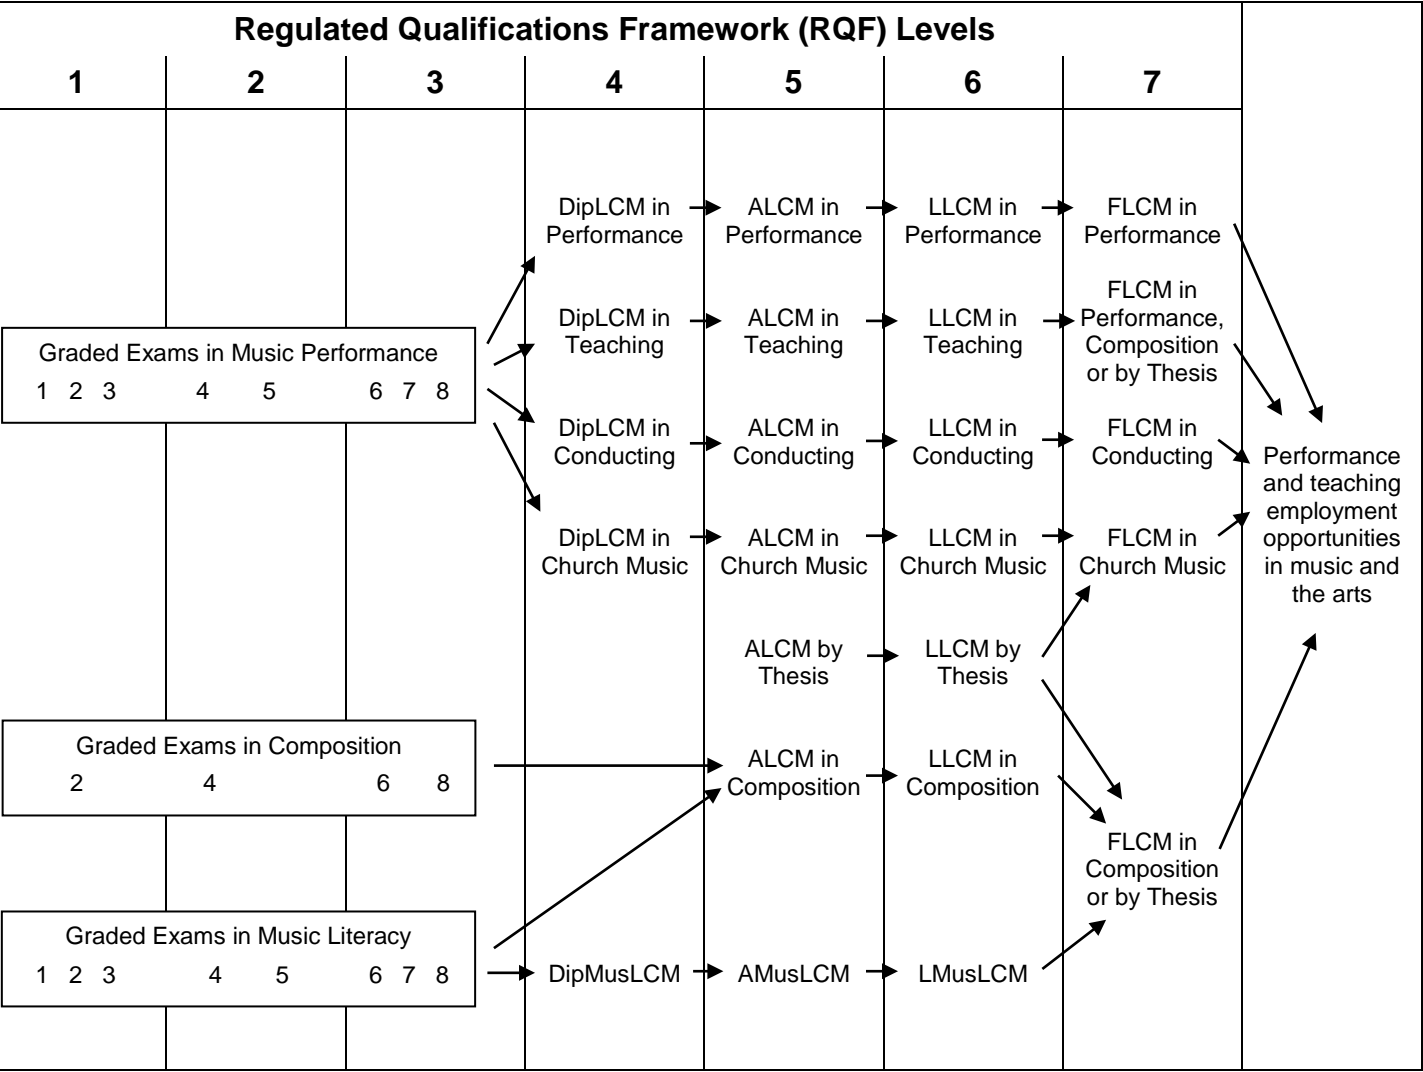 Regulated Qualifications Framework (RQF) Levels
1 2 3 4 5 6 7
DipLCM in
Performance
ALCM in
Performance
LLCM in
Performance
FLCM in
Performance
Graded Exams in Music Performance
1 2 3 4 5 6 7 8
DipLCM in
Teaching
ALCM in
Teaching
LLCM in
Teaching
FLCM in
Performance,
Composition
or by Thesis
DipLCM in
Conducting
ALCM in
Conducting
LLCM in
Conducting
FLCM in
Conducting
DipLCM in
Church Music
ALCM in
Church Music
LLCM in
Church Music
FLCM in
Church Music
Performance
and teaching
employment
opportunities
in music and
the arts
ALCM by
Thesis
LLCM by
Thesis
Graded Exams in Composition
2 4 6 8
ALCM in
Composition
LLCM in
Composition
FLCM in
Composition
or by Thesis
Graded Exams in Music Literacy
1 2 3 4 5 6 7 8
DipMusLCM
AMusLCM
LMusLCM